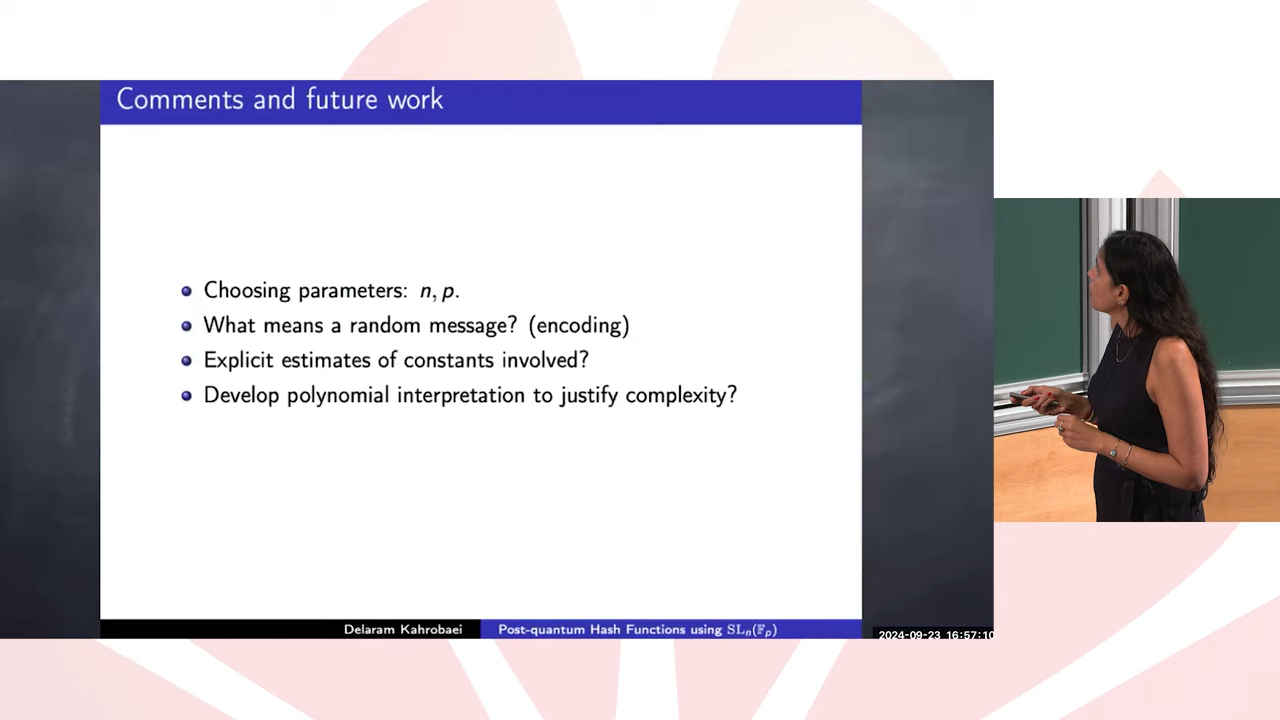 Comments and future work
Choosing parameters: n, p.
What means a random message? (encoding)
Explicit estimates of constants involved?
Develop polynomial interpretation to justify complexity?
Delaram Kahrobaei
Post-quantum Hash Functions using SLₙ(𝔽ₚ)
2024-09-23 16:57:10